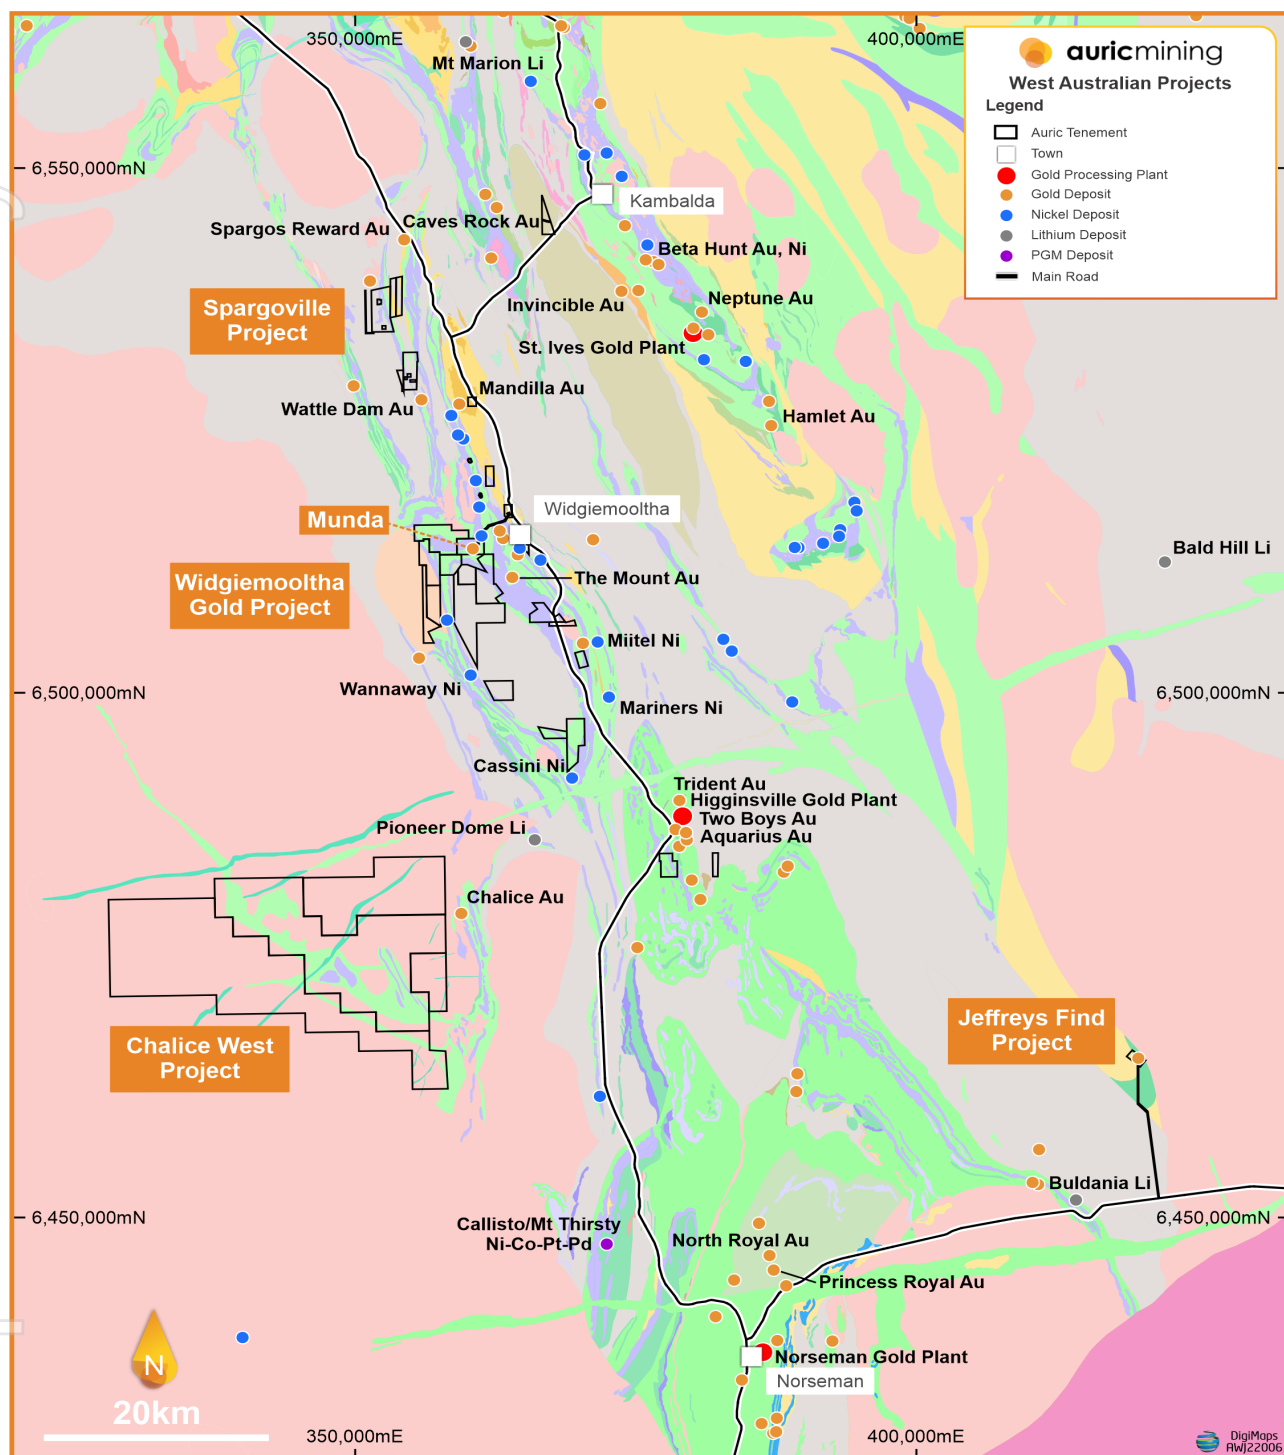 350,000mE
400,000mE
auricmining
West Australian Projects
Legend
Auric Tenement
Town
Gold Processing Plant
Gold Deposit
Nickel Deposit
Lithium Deposit
PGM Deposit
Main Road
Mt Marion Li
6,550,000mN
Kambalda
Caves Rock Au
Spargos Reward Au
Beta Hunt Au, Ni
Neptune Au
Invincible Au
Spargoville
Project
St. Ives Gold Plant
Mandilla Au
Wattle Dam Au
Hamlet Au
Widgiemooltha
Munda
Bald Hill Li
Widgiemooltha
Gold Project
The Mount Au
Miitel Ni
Wannaway Ni
6,500,000mN
6,500,000mN
Mariners Ni
Cassini Ni
Trident Au
Higginsville Gold Plant
Two Boys Au
Aquarius Au
Pioneer Dome Li
Chalice Au
Jeffreys Find
Project
Chalice West
Project
Buldania Li
6,450,000mN
6,450,000mN
Callisto/Mt Thirsty
Ni-Co-Pt-Pd
North Royal Au
Princess Royal Au
Norseman Gold Plant
Norseman
N
20km
350,000mE
400,000mE
DigiMaps
AWJ22006